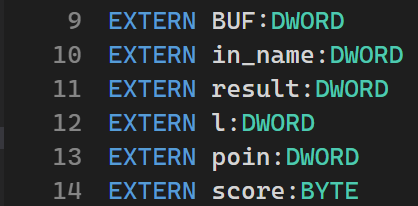 9 EXTERN BUF:DWORD
10 EXTERN in_name:DWORD
11 EXTERN result:DWORD
12 EXTERN l:DWORD
13 EXTERN poin:DWORD
14 EXTERN score:BYTE